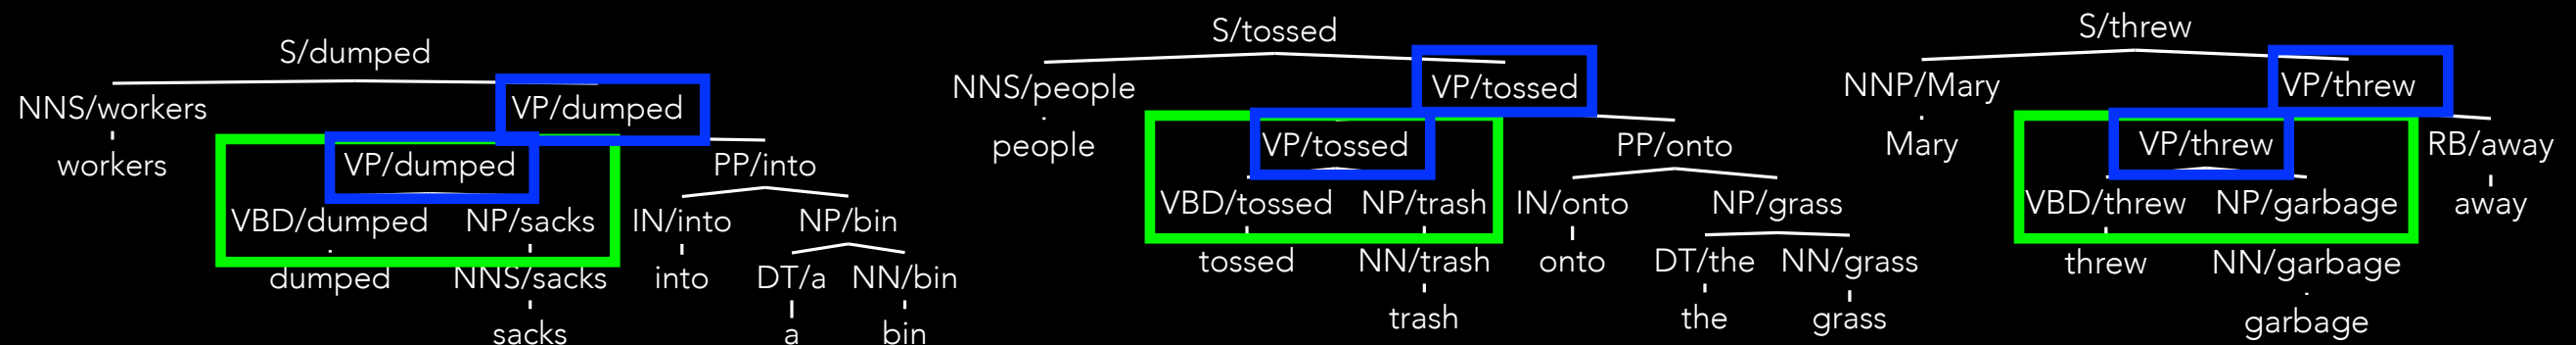 S/dumped
NNS/workers VP/dumped
workers VP/dumped PP/into
VBD/dumped NP/sacks IN/into NP/bin
dumped NNS/sacks into DT/a NN/bin
sacks a bin
S/tossed
NNS/people VP/tossed
people VP/tossed PP/onto
VBD/tossed NP/trash IN/onto NP/grass
tossed NN/trash onto DT/the NN/grass
trash the grass
S/threw
NNP/Mary VP/threw
Mary VP/threw RB/away
VBD/threw NP/garbage away
threw NN/garbage
garbage